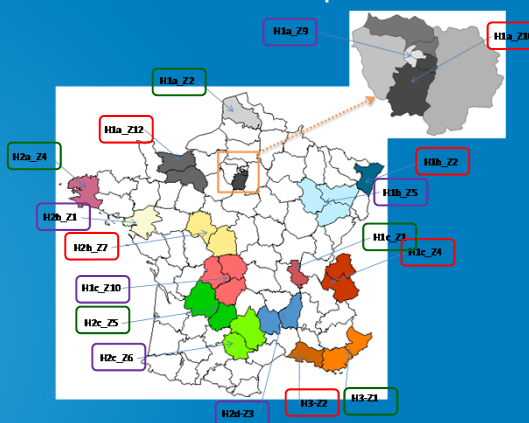 H1a_Z9
H1a_Z10
H1a_Z2
H1a_Z12
H2a_Z4
H1b_Z2
H1b_Z5
H2b_Z1
H1c_Z1
H2b_Z7
H1c_Z4
H1c_Z10
H2c_Z5
H2c_Z6
H3-Z2
H3-Z1
H2d-Z3